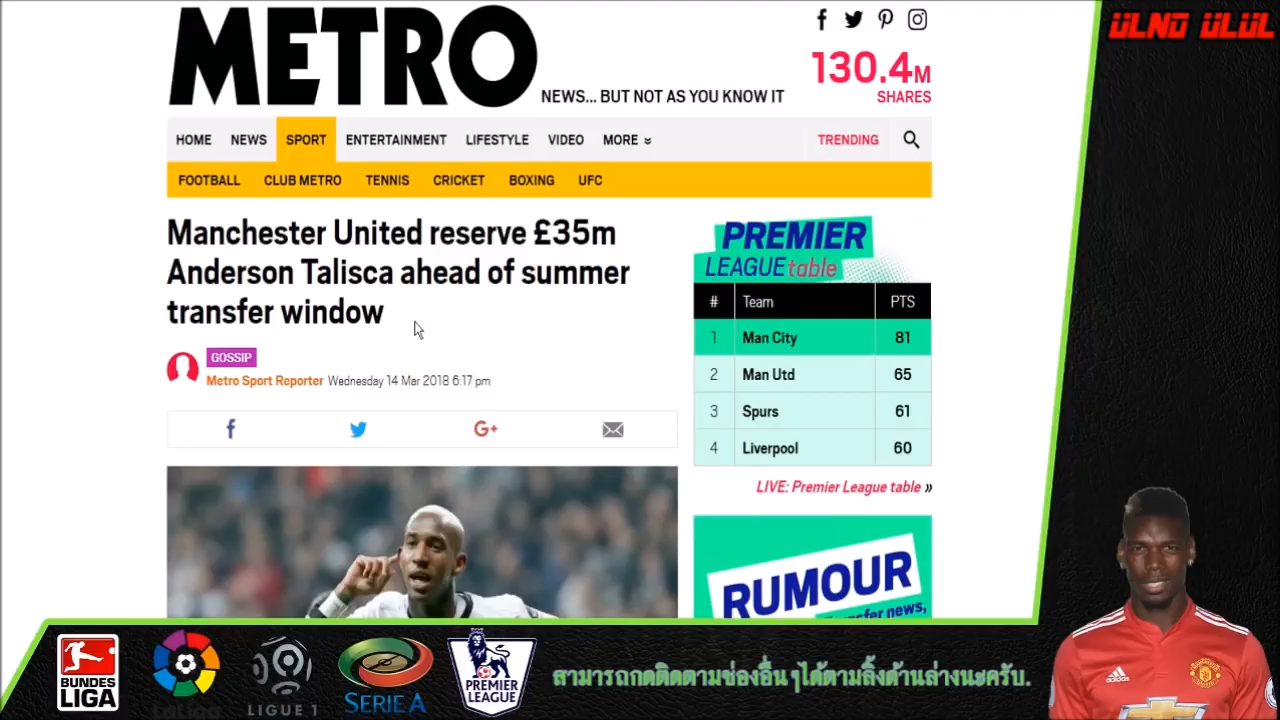 METRO
NEWS... BUT NOT AS YOU KNOW IT
130.4M
SHARES
HOME NEWS SPORT ENTERTAINMENT LIFESTYLE VIDEO MORE
TRENDING
FOOTBALL CLUB METRO TENNIS CRICKET BOXING UFC
Manchester United reserve £35m
Anderson Talisca ahead of summer
transfer window
GOSSIP
Metro Sport Reporter Wednesday 14 Mar 2018 6:17 pm
G+
PREMIER
LEAGUE table
# Team PTS
1 Man City 81
2 Man Utd 65
3 Spurs 61
4 Liverpool 60
LIVE: Premier League table »
RUMOUR
transfer news,
BUNDES
LIGA
LaLiga
LIGUE 1
SERIE A
PREMIER
LEAGUE
สามารถกดติดตามช่องอื่น ๆได้ตามลิ้งด้านล่างนะครับ.
adidas